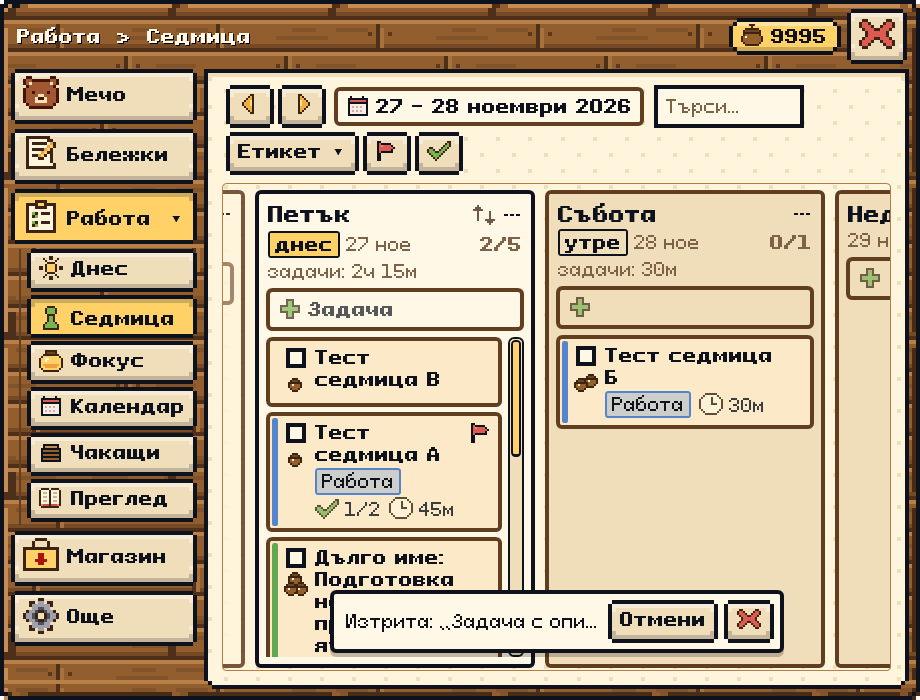 Работа > Седмица
9995
Мечо
Бележки
Работа
Днес
Седмица
Фокус
Календар
Чакащи
Преглед
Магазин
Още
27 – 28 ноември 2026
Търси...
Етикет
Петък
днес 27 ное 2/5
задачи: 2ч 15м
Задача
Тест
седмица В
Тест
седмица А
Работа
1/2 45м
Дълго име:
Подготовка
Събота
утре 28 ное 0/1
задачи: 30м
Тест седмица
Б
Работа 30м
Нед
29 н
Изтрита: „Задача с опи...
Отмени